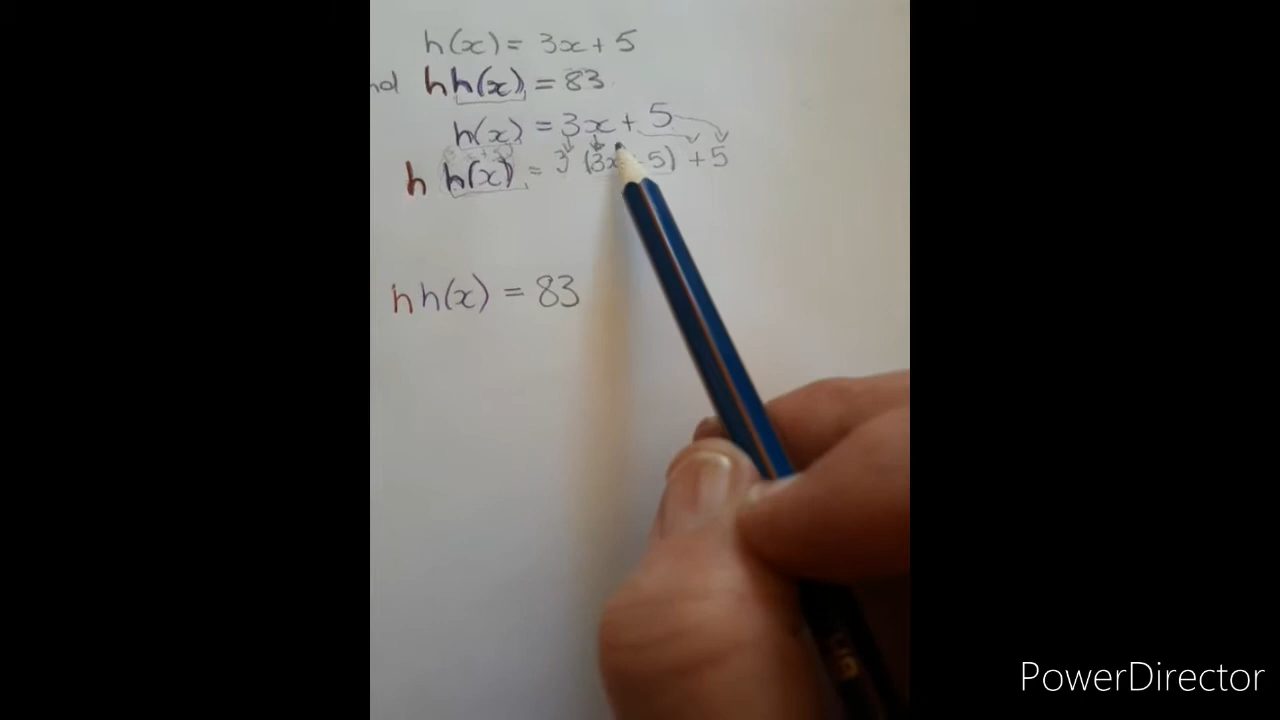 h(x) = 3x + 5
hh(x) = 83
h(x) = 3x + 5
h h(x) = 3 (3x + 5) + 5
hh(x) = 83
PowerDirector